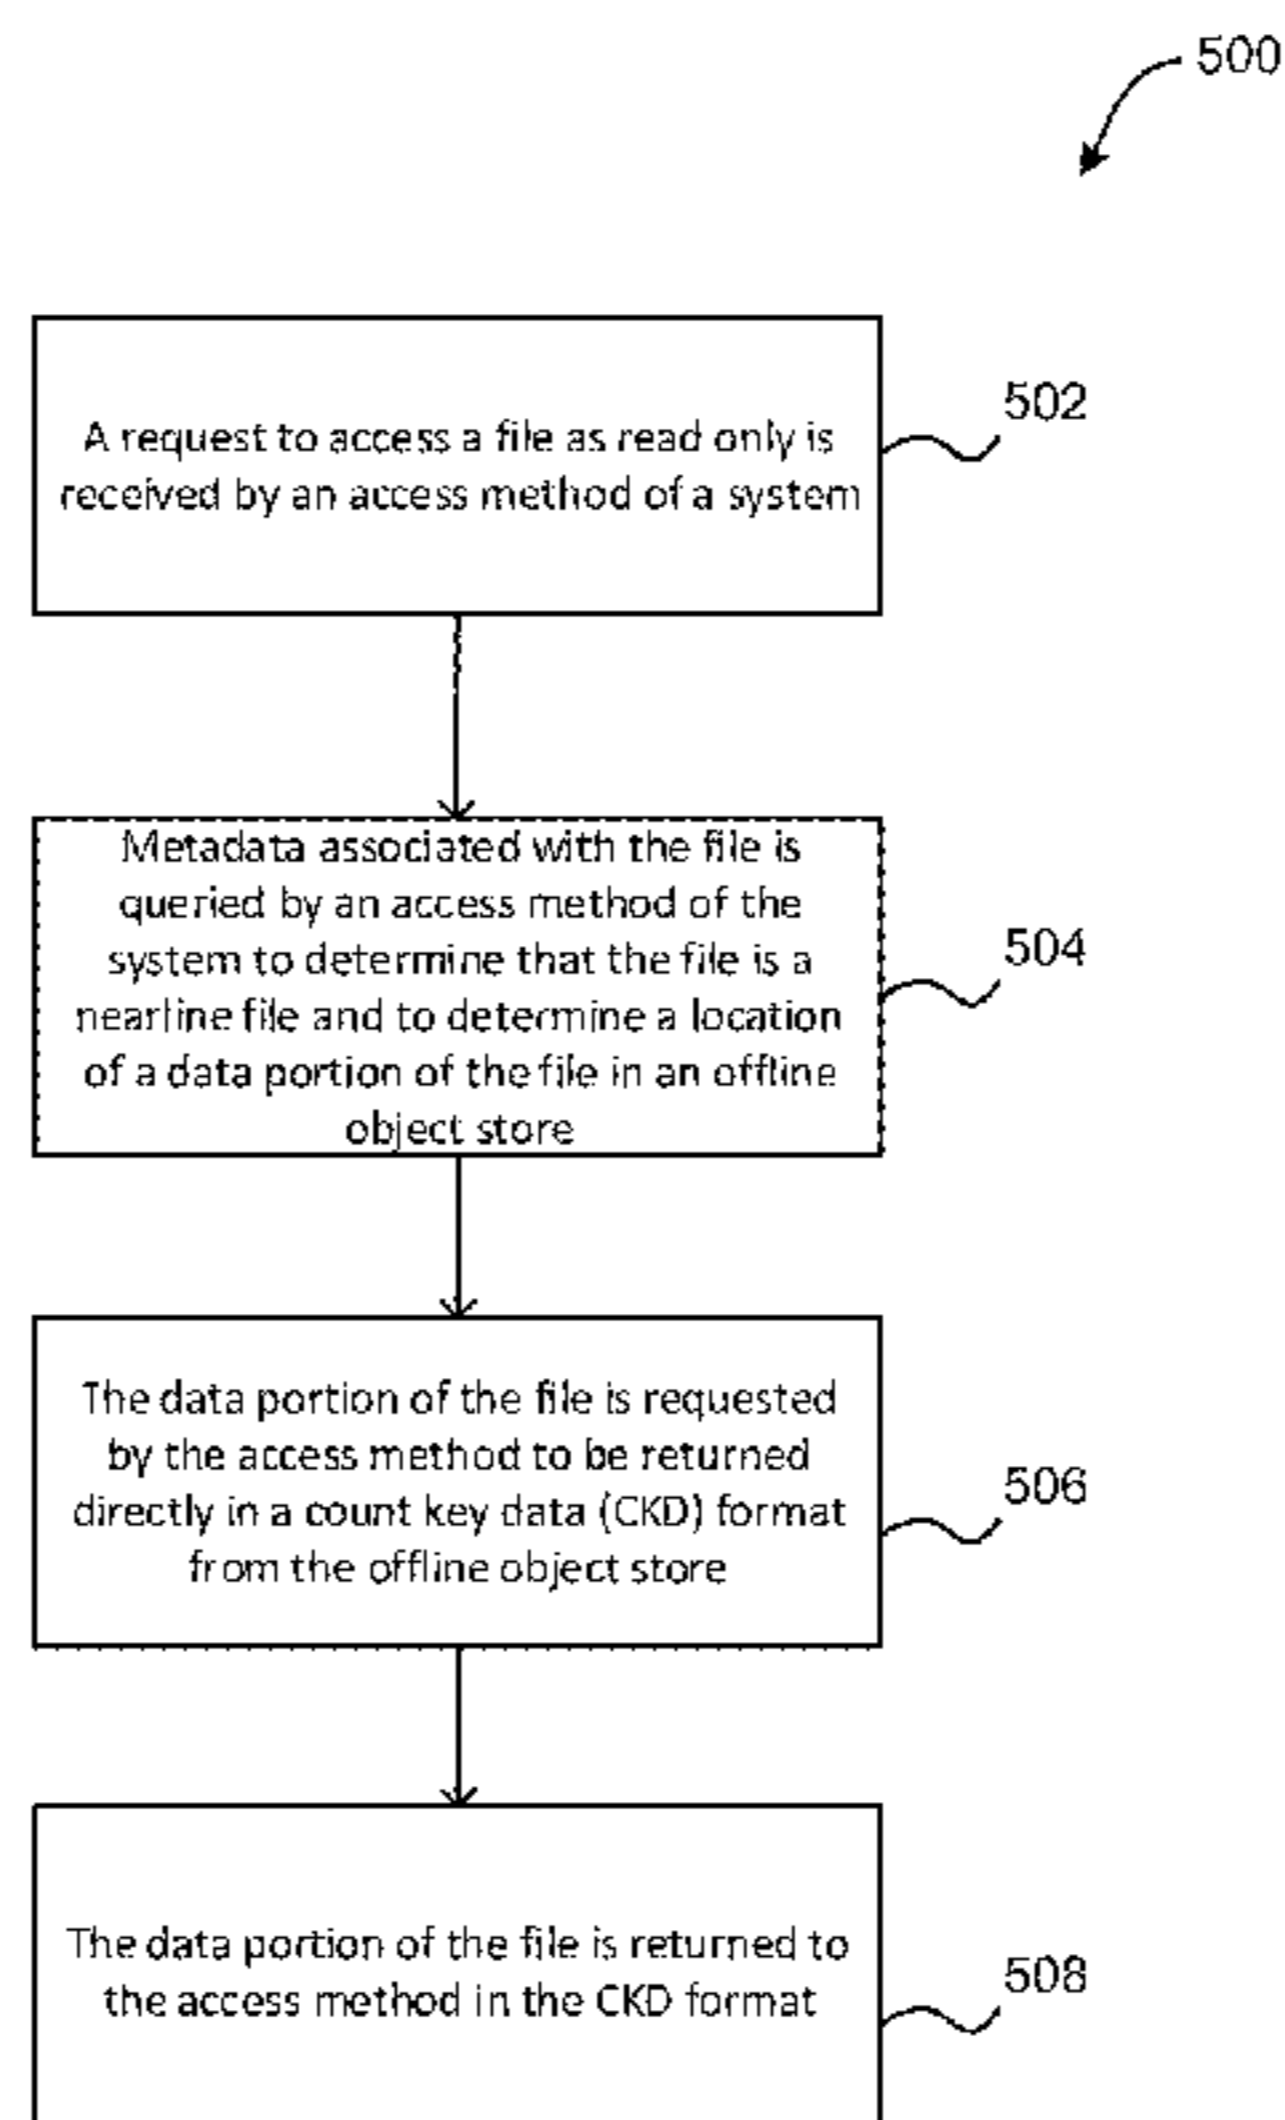 500
A request to access a file as read only is
received by an access method of a system
502
Metadata associated with the file is
queried by an access method of the
system to determine that the file is a
nearline file and to determine a location
of a data portion of the file in an offline
object store
504
The data portion of the file is requested
by the access method to be returned
directly in a count key data (CKD) format
from the offline object store
506
The data portion of the file is returned to
the access method in the CKD format
508